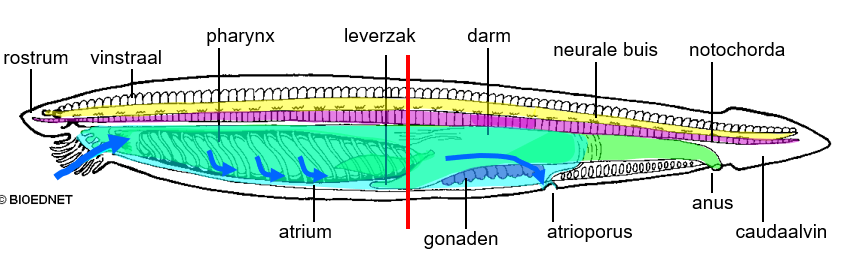 pharynx
leverzak
darm
neurale buis
notochorda
rostrum
vinstraal
© BIOEDNET
atrium
gonaden
atrioporus
anus
caudaalvin